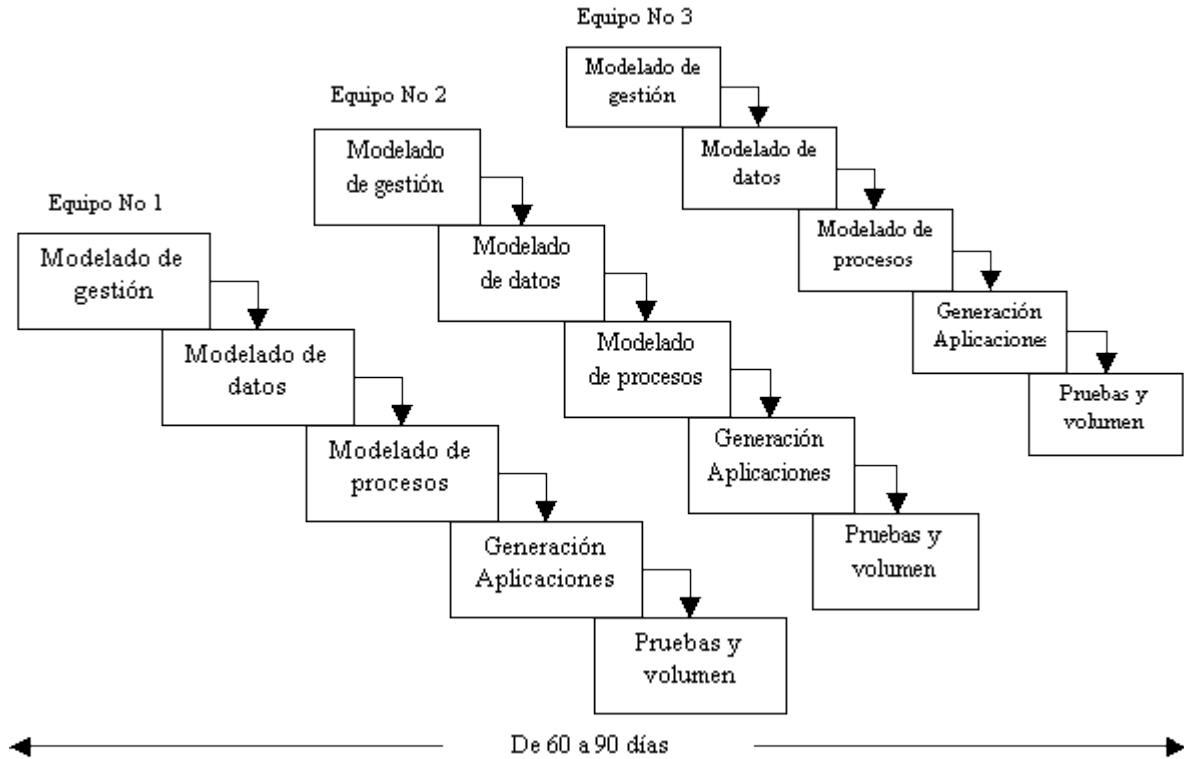 Equipo No 1
Modelado de
gestión
Modelado de
datos
Modelado de
procesos
Generación
Aplicaciones
Pruebas y
volumen
Equipo No 2
Modelado
de gestión
Modelado
de datos
Modelado
de procesos
Generación
Aplicaciones
Pruebas y
volumen
Equipo No 3
Modelado de
gestión
Modelado de
datos
Modelado de
procesos
Generación
Aplicaciones
Pruebas y
volumen
De 60 a 90 días